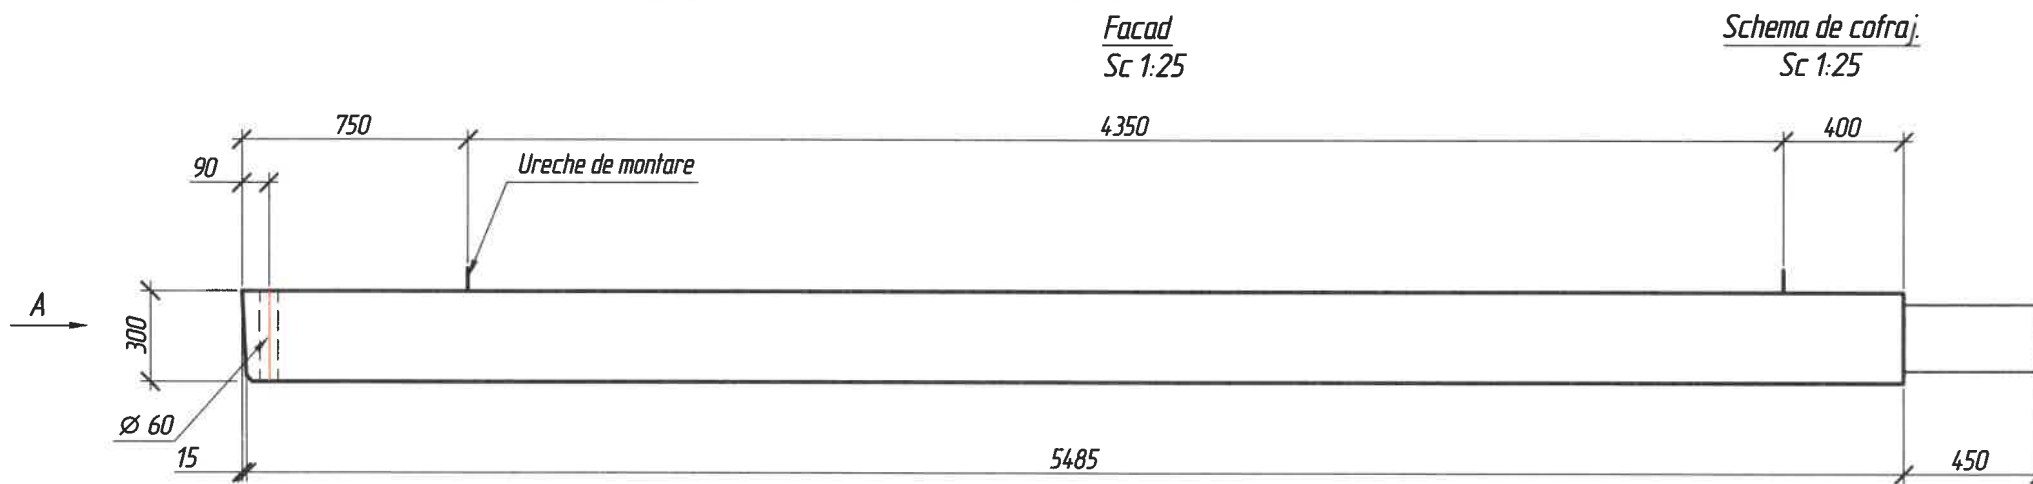 Facad
Sc 1:25
Schema de cofraj.
Sc 1:25
750
4350
400
90
Ureche de montare
A
300
Ø 60
15
5485
450